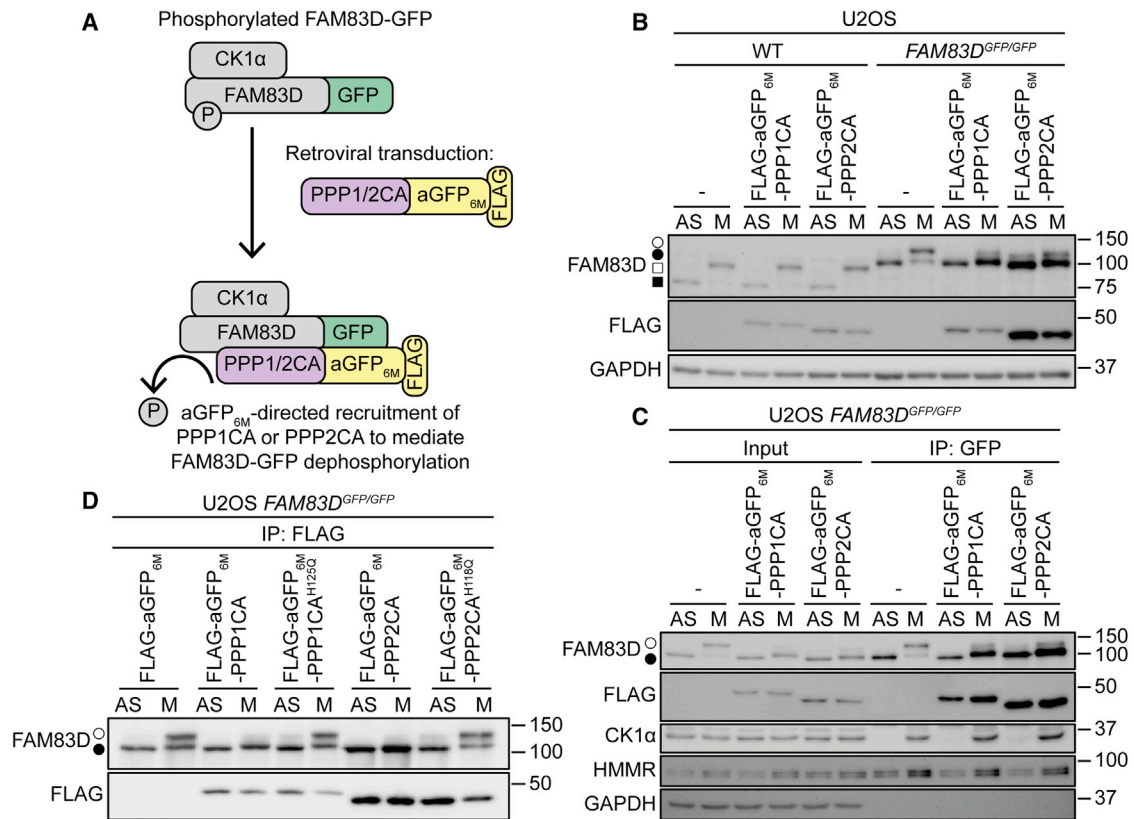 A
Phosphorylated FAM83D-GFP
CK1α
FAM83D
GFP
P
Retroviral transduction:
PPP1/2CA
aGFP6M
FLAG
CK1α
FAM83D
GFP
PPP1/2CA
aGFP6M
FLAG
P
aGFP6M-directed recruitment of
PPP1CA or PPP2CA to mediate
FAM83D-GFP dephosphorylation
B
U2OS
WT
FAM83DGFP/GFP
-
FLAG-aGFP6M
-PPP1CA
FLAG-aGFP6M
-PPP2CA
-
FLAG-aGFP6M
-PPP1CA
FLAG-aGFP6M
-PPP2CA
AS M AS M AS M AS M AS M AS M
FAM83D
150
100
75
FLAG
50
GAPDH
37
C
U2OS FAM83DGFP/GFP
Input
IP: GFP
-
FLAG-aGFP6M
-PPP1CA
FLAG-aGFP6M
-PPP2CA
-
FLAG-aGFP6M
-PPP1CA
FLAG-aGFP6M
-PPP2CA
AS M AS M AS M AS M AS M AS M
FAM83D
150
100
FLAG
50
CK1α
37
HMMR
100
GAPDH
37
D
U2OS FAM83DGFP/GFP
IP: FLAG
FLAG-aGFP6M
FLAG-aGFP6M
-PPP1CA
FLAG-aGFP6M
-PPP1CAH125Q
FLAG-aGFP6M
-PPP2CA
FLAG-aGFP6M
-PPP2CAH118Q
AS M AS M AS M AS M AS M
FAM83D
150
100
FLAG
50